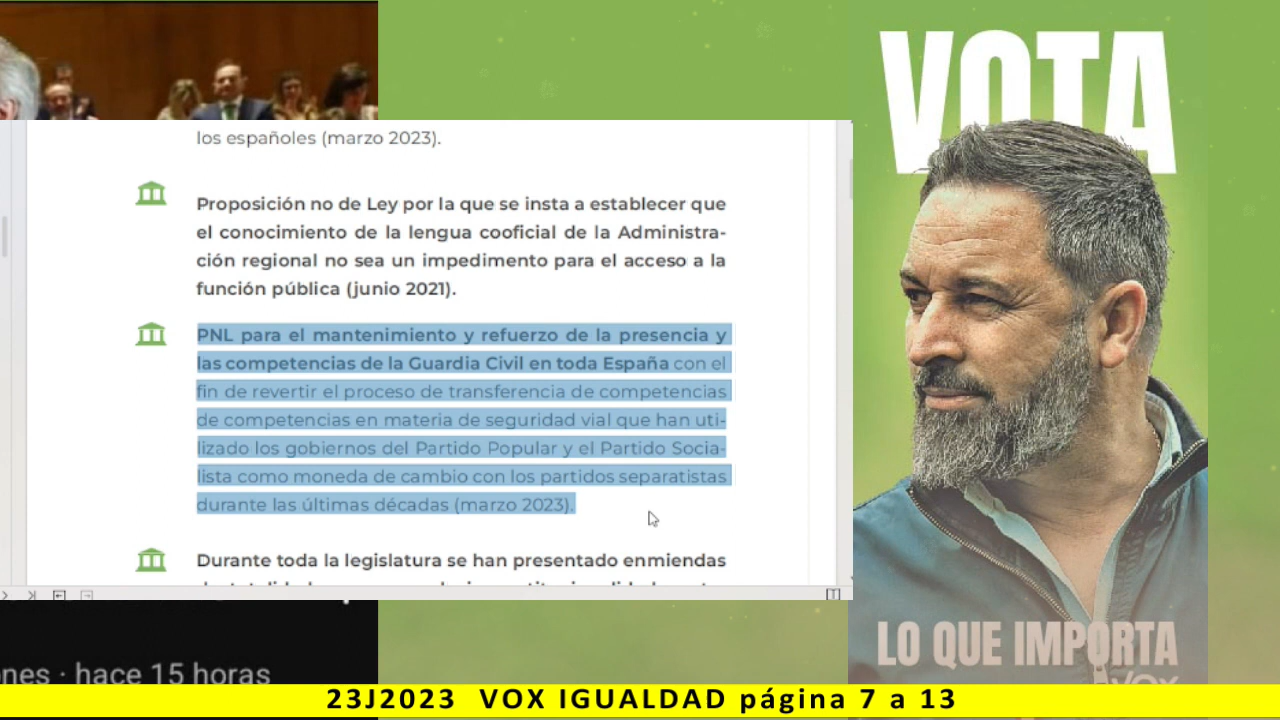 VOTA
los españoles (marzo 2023).
Proposición no de Ley por la que se insta a establecer que
el conocimiento de la lengua cooficial de la Administra-
ción regional no sea un impedimento para el acceso a la
función pública (junio 2021).
PNL para el mantenimiento y refuerzo de la presencia y
las competencias de la Guardia Civil en toda España con el
fin de revertir el proceso de transferencia de competencias
de competencias en materia de seguridad vial que han uti-
lizado los gobiernos del Partido Popular y el Partido Socia-
lista como moneda de cambio con los partidos separatistas
durante las últimas décadas (marzo 2023).
Durante toda la legislatura se han presentado enmiendas
LO QUE IMPORTA
VOX
nes · hace 15 horas
23J2023 VOX IGUALDAD página 7 a 13